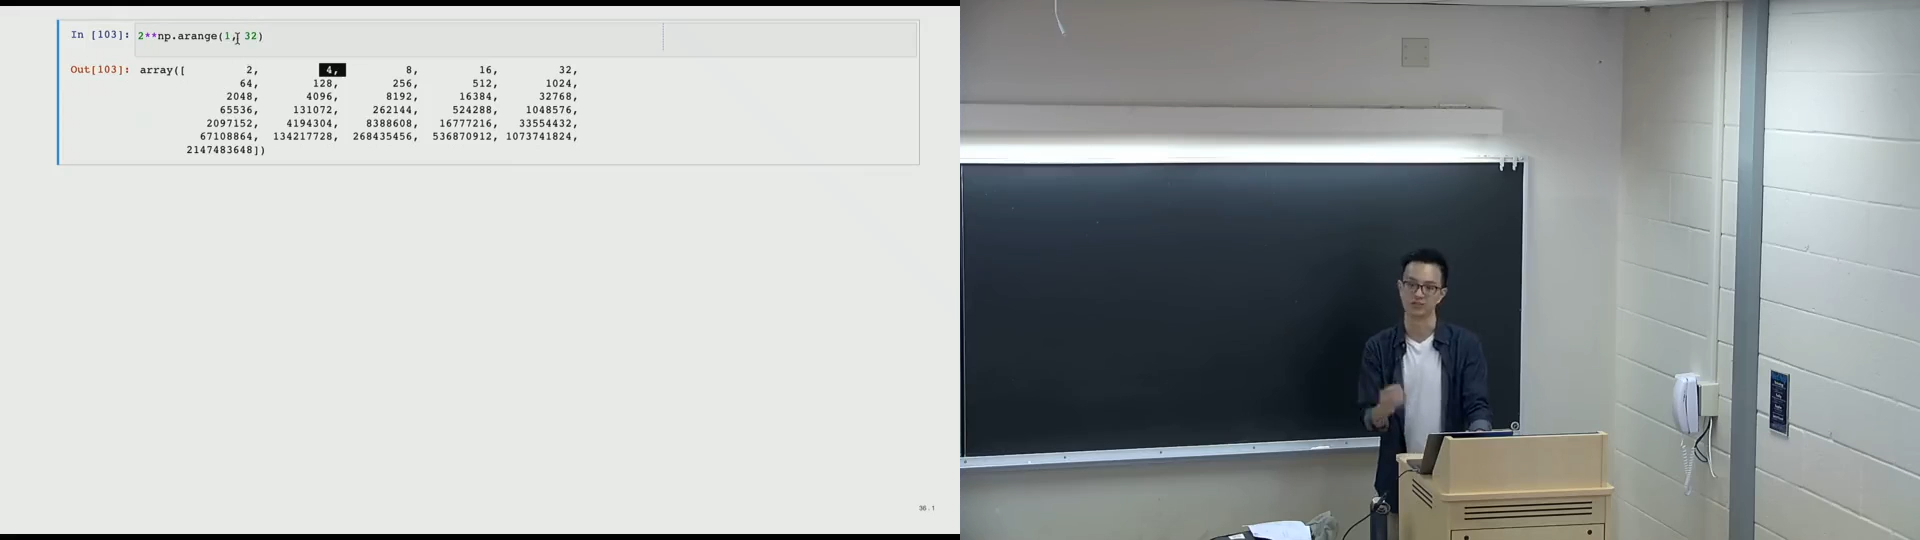 In [103]: 2**np.arange(1, 32)
Out[103]: array([ 2, 4, 8, 16, 32,
64, 128, 256, 512, 1024,
2048, 4096, 8192, 16384, 32768,
65536, 131072, 262144, 524288, 1048576,
2097152, 4194304, 8388608, 16777216, 33554432,
67108864, 134217728, 268435456, 536870912, 1073741824,
2147483648])
36.1